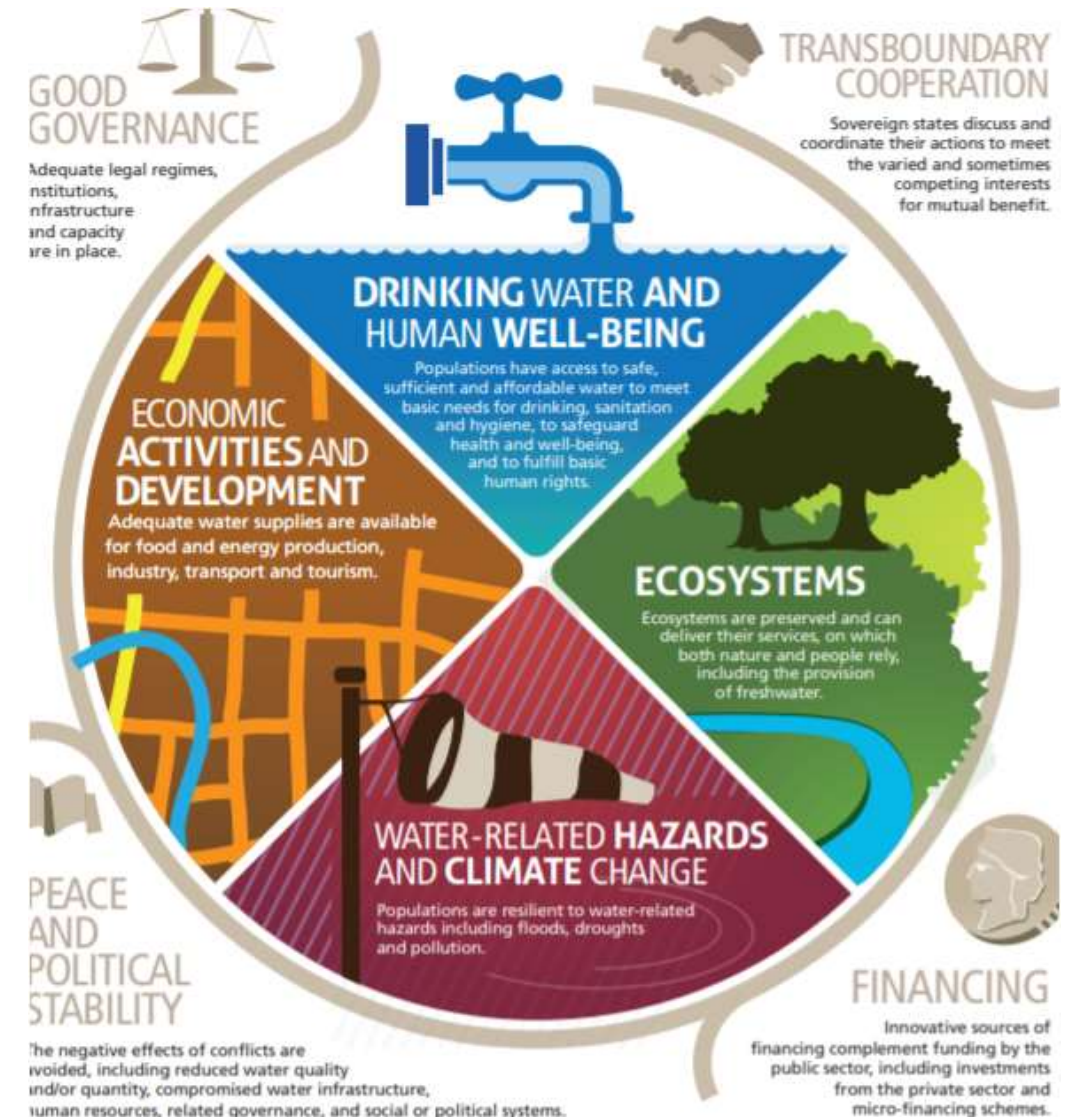 GOOD
GOVERNANCE
Adequate legal regimes,
nstitutions,
nfrastructure
and capacity
are in place.
TRANSBOUNDARY
COOPERATION
Sovereign states discuss and
coordinate their actions to meet
the varied and sometimes
competing interests
for mutual benefit.
DRINKING WATER AND
HUMAN WELL-BEING
Populations have access to safe,
sufficient and affordable water to meet
basic needs for drinking, sanitation
and hygiene, to safeguard
health and well-being,
and to fulfill basic
human rights.
ECONOMIC
ACTIVITIES AND
DEVELOPMENT
Adequate water supplies are available
for food and energy production,
industry, transport and tourism.
ECOSYSTEMS
Ecosystems are preserved and can
deliver their services, on which
both nature and people rely,
including the provision
of freshwater.
WATER-RELATED HAZARDS
AND CLIMATE CHANGE
Populations are resilient to water-related
hazards including floods, droughts
and pollution.
PEACE
AND
POLITICAL
STABILITY
The negative effects of conflicts are
avoided, including reduced water quality
and/or quantity, compromised water infrastructure,
human resources, related governance, and social or political systems.
FINANCING
Innovative sources of
financing complement funding by the
public sector, including investments
from the private sector and
micro-financing schemes.